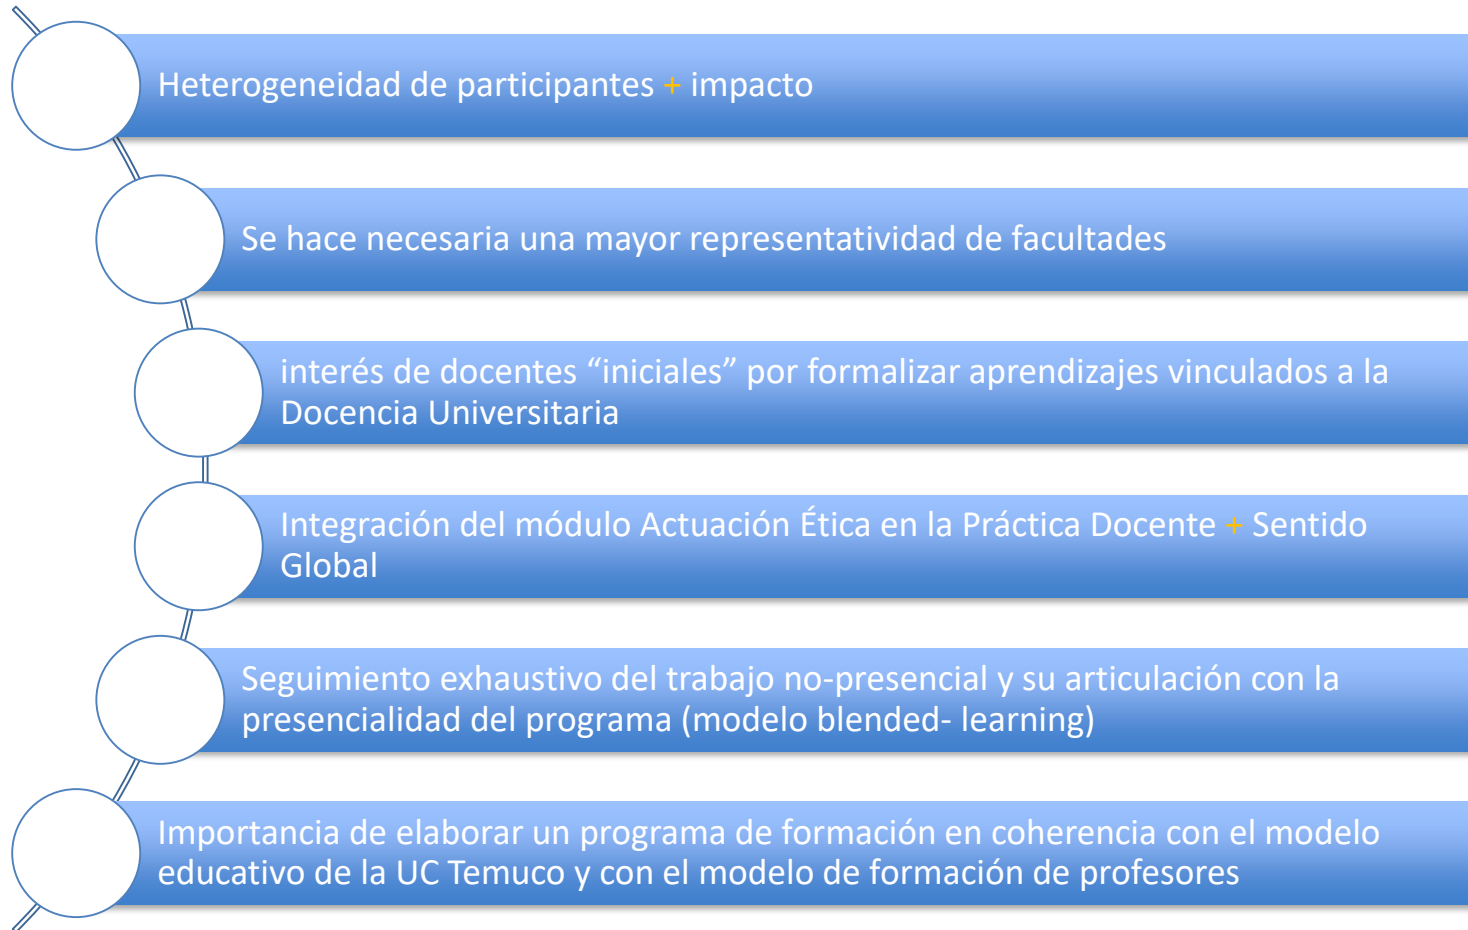 Heterogeneidad de participantes + impacto
Se hace necesaria una mayor representatividad de facultades
interés de docentes “iniciales” por formalizar aprendizajes vinculados a la
Docencia Universitaria
Integración del módulo Actuación Ética en la Práctica Docente + Sentido
Global
Seguimiento exhaustivo del trabajo no-presencial y su articulación con la
presencialidad del programa (modelo blended- learning)
Importancia de elaborar un programa de formación en coherencia con el modelo
educativo de la UC Temuco y con el modelo de formación de profesores